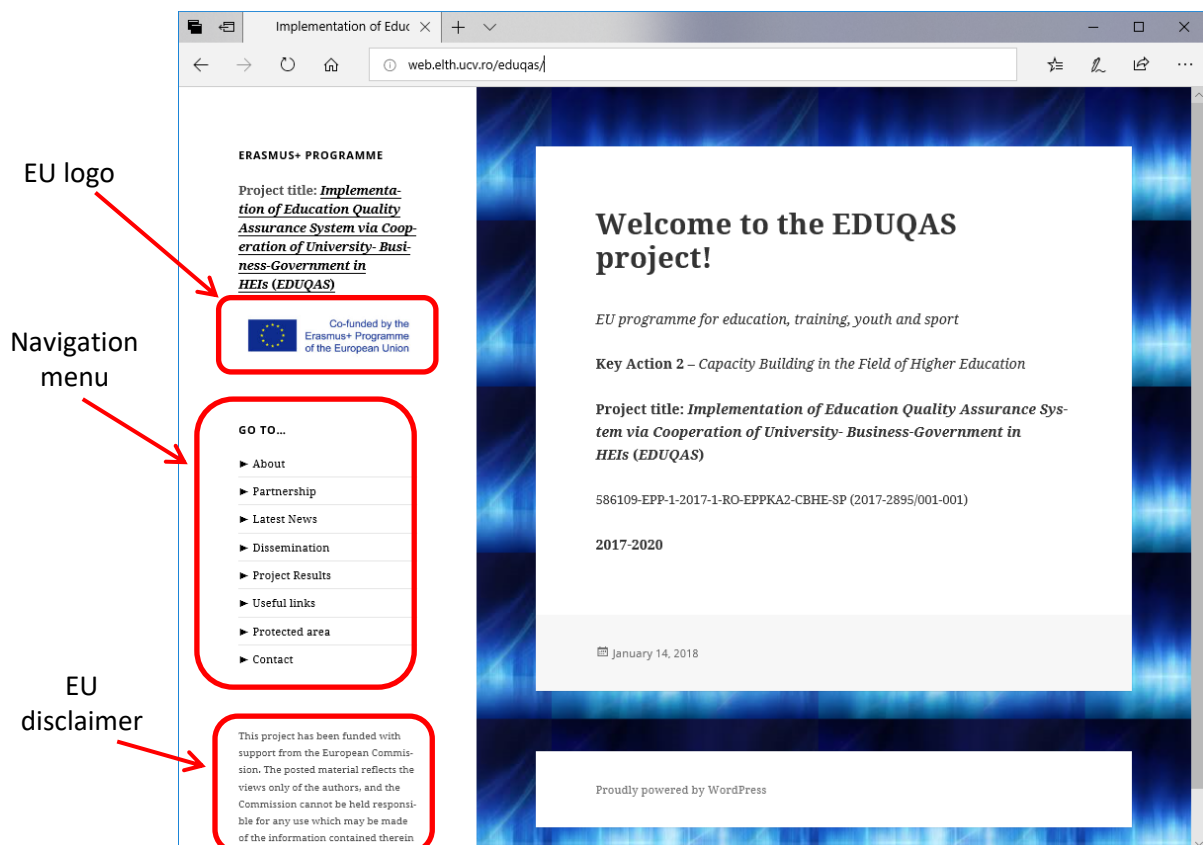 Implementation of Educ
web.elth.ucv.ro/eduqas/
EU logo
Navigation
menu
EU
disclaimer
ERASMUS+ PROGRAMME
Project title: Implementa-
tion of Education Quality
Assurance System via Coop-
eration of University- Busi-
ness-Government in
HEIs (EDUQAS)
Co-funded by the
Erasmus+ Programme
of the European Union
GO TO...
► About
► Partnership
► Latest News
► Dissemination
► Project Results
► Useful links
► Protected area
► Contact
This project has been funded with
support from the European Commis-
sion. The posted material reflects the
views only of the authors, and the
Commission cannot be held responsi-
ble for any use which may be made
of the information contained therein
Welcome to the EDUQAS
project!
EU programme for education, training, youth and sport
Key Action 2 – Capacity Building in the Field of Higher Education
Project title: Implementation of Education Quality Assurance Sys-
tem via Cooperation of University- Business-Government in
HEIs (EDUQAS)
586109-EPP-1-2017-1-RO-EPPKA2-CBHE-SP (2017-2895/001-001)
2017-2020
January 14, 2018
Proudly powered by WordPress